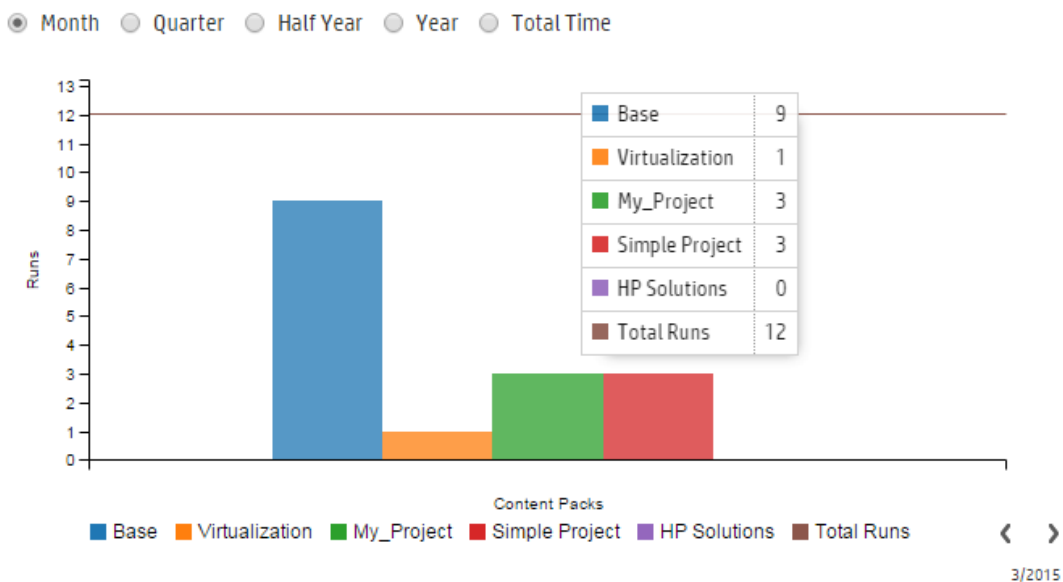 Month Quarter Half Year Year Total Time
13
12
11
10
9
8
7
6
5
4
3
2
1
0
Runs
Base 9
Virtualization 1
My_Project 3
Simple Project 3
HP Solutions 0
Total Runs 12
Content Packs
Base Virtualization My_Project Simple Project HP Solutions Total Runs
3/2015